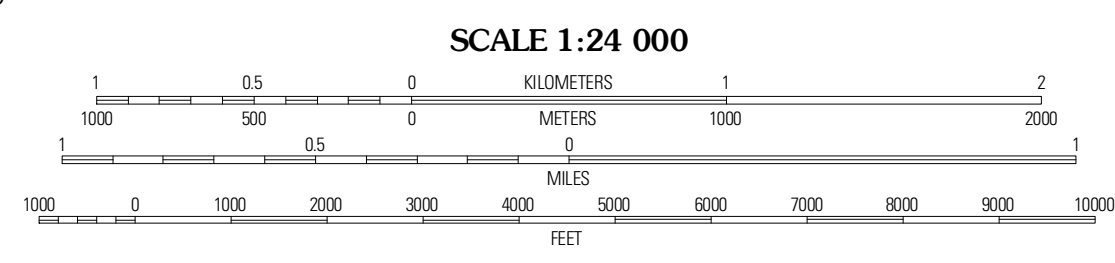 SCALE 1:24 000
1 0.5 0 KILOMETERS 1 2
1000 500 0 METERS 1000 2000
1 0.5 0 1
MILES
1000 0 1000 2000 3000 4000 5000 6000 7000 8000 9000 10000
FEET